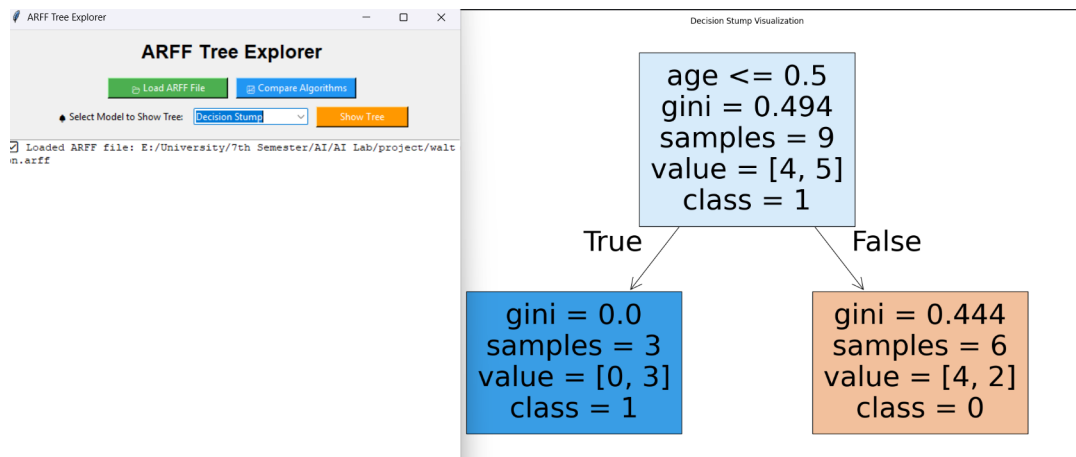 ARFF Tree Explorer
ARFF Tree Explorer
Load ARFF File
Compare Algorithms
Select Model to Show Tree:
Decision Stump
Show Tree
Loaded ARFF file: E:/University/7th Semester/AI/AI Lab/project/walt
n.arff
Decision Stump Visualization
age <= 0.5
gini = 0.494
samples = 9
value = [4, 5]
class = 1
True
False
gini = 0.0
samples = 3
value = [0, 3]
class = 1
gini = 0.444
samples = 6
value = [4, 2]
class = 0